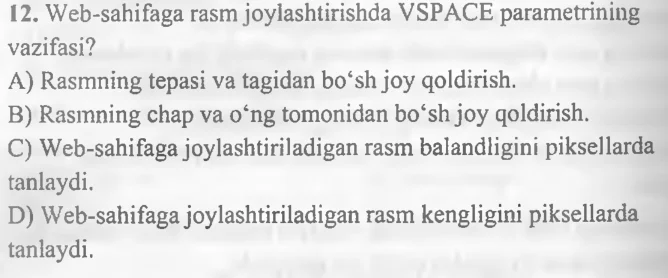 12. Web-sahifaga rasm joylashtirishda VSPACE parametrining
vazifasi?
A) Rasmning tepasi va tagidan bo‘sh joy qoldirish.
B) Rasmning chap va o‘ng tomonidan bo‘sh joy qoldirish.
C) Web-sahifaga joylashtiriladigan rasm balandligini piksellarda
tanlaydi.
D) Web-sahifaga joylashtiriladigan rasm kengligini piksellarda
tanlaydi.